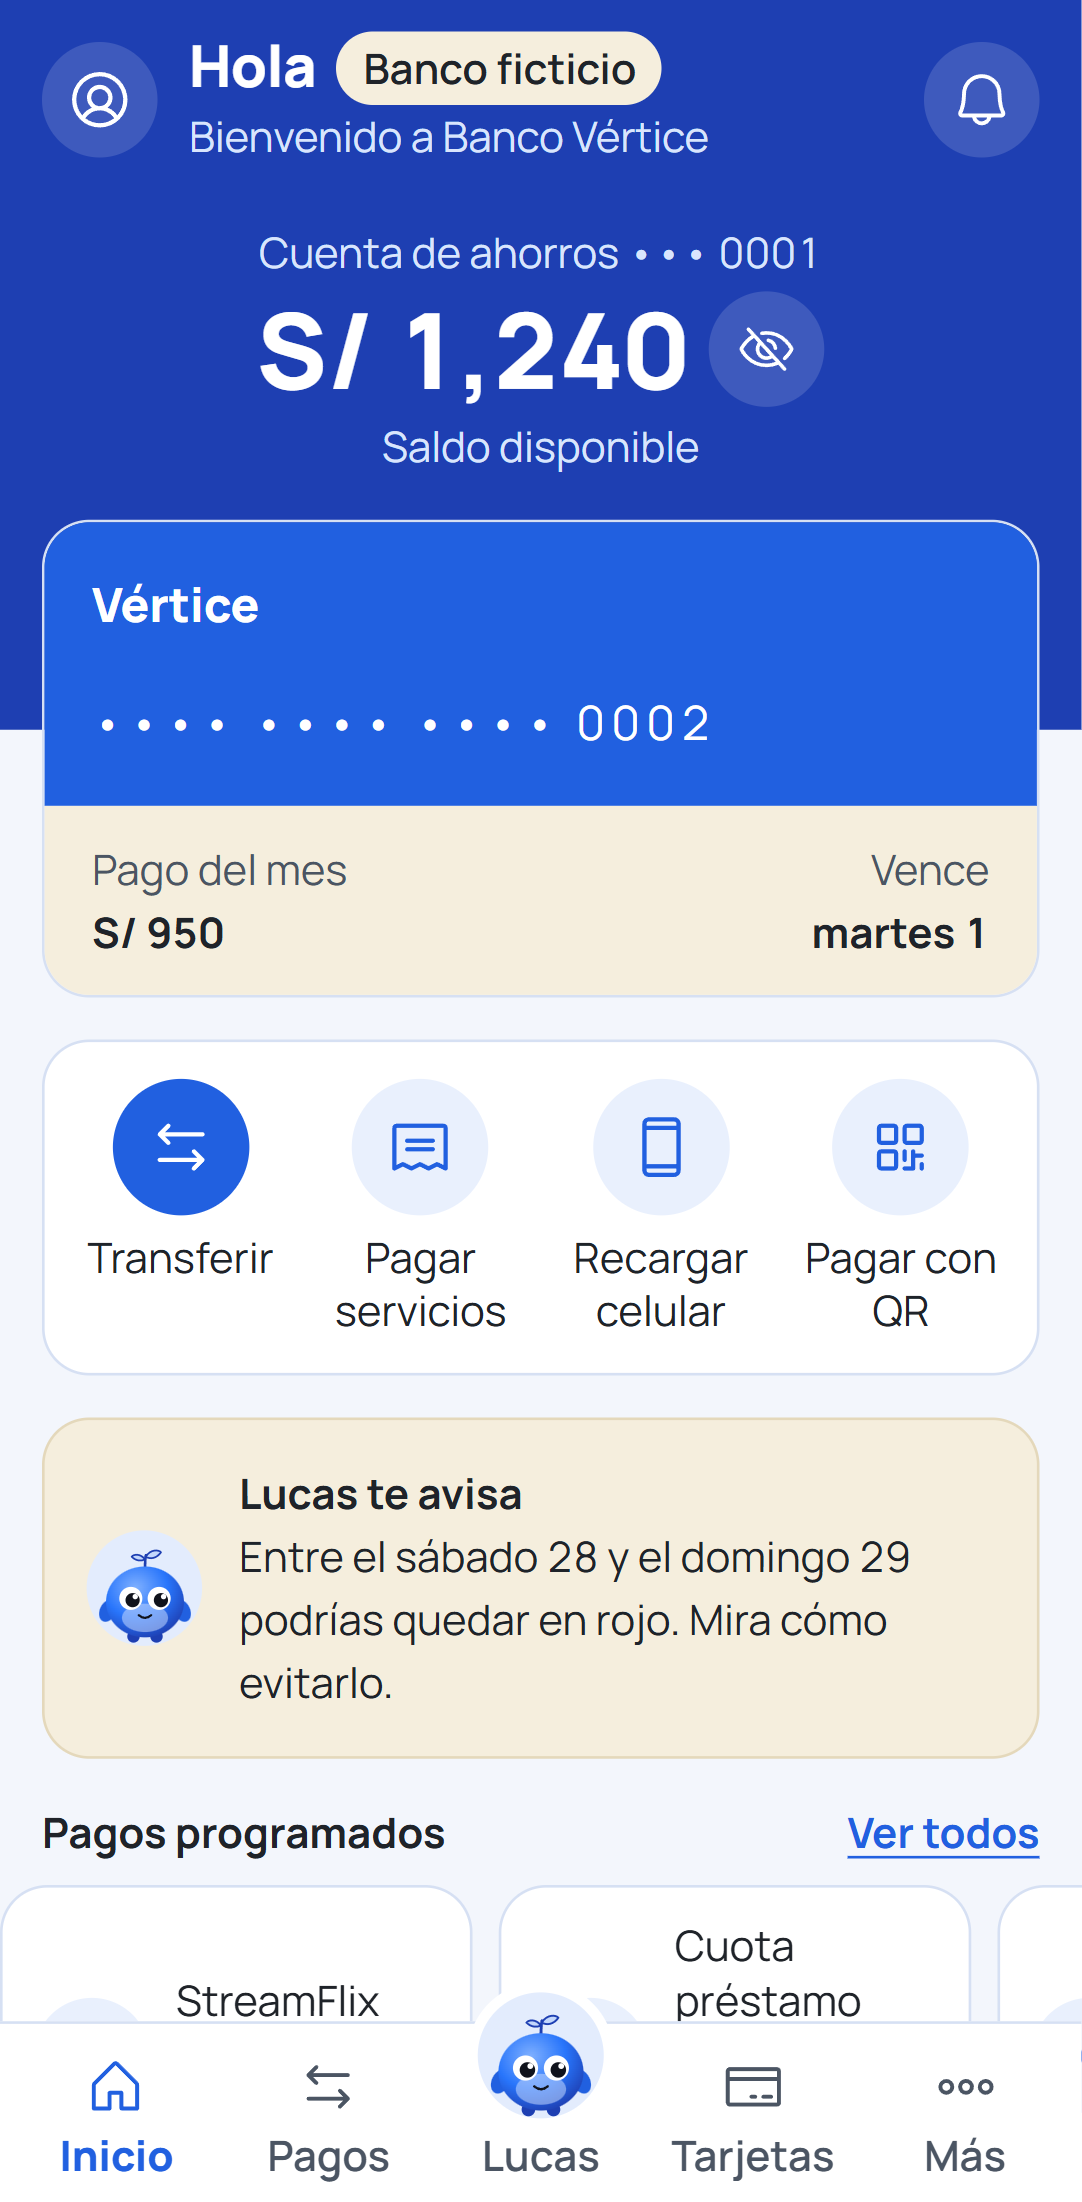 Hola
Banco ficticio
Bienvenido a Banco Vértice
Cuenta de ahorros • • • 0001
S/ 1,240
Saldo disponible
Vértice
• • • • • • • • • • • • 0002
Pago del mes
Vence
S/ 950
martes 1
Transferir
Pagar servicios
Recargar celular
Pagar con QR
Lucas te avisa
Entre el sábado 28 y el domingo 29
podrías quedar en rojo. Mira cómo
evitarlo.
Pagos programados
Ver todos
StreamFlix
Cuota
préstamo
Inicio
Pagos
Lucas
Tarjetas
Más